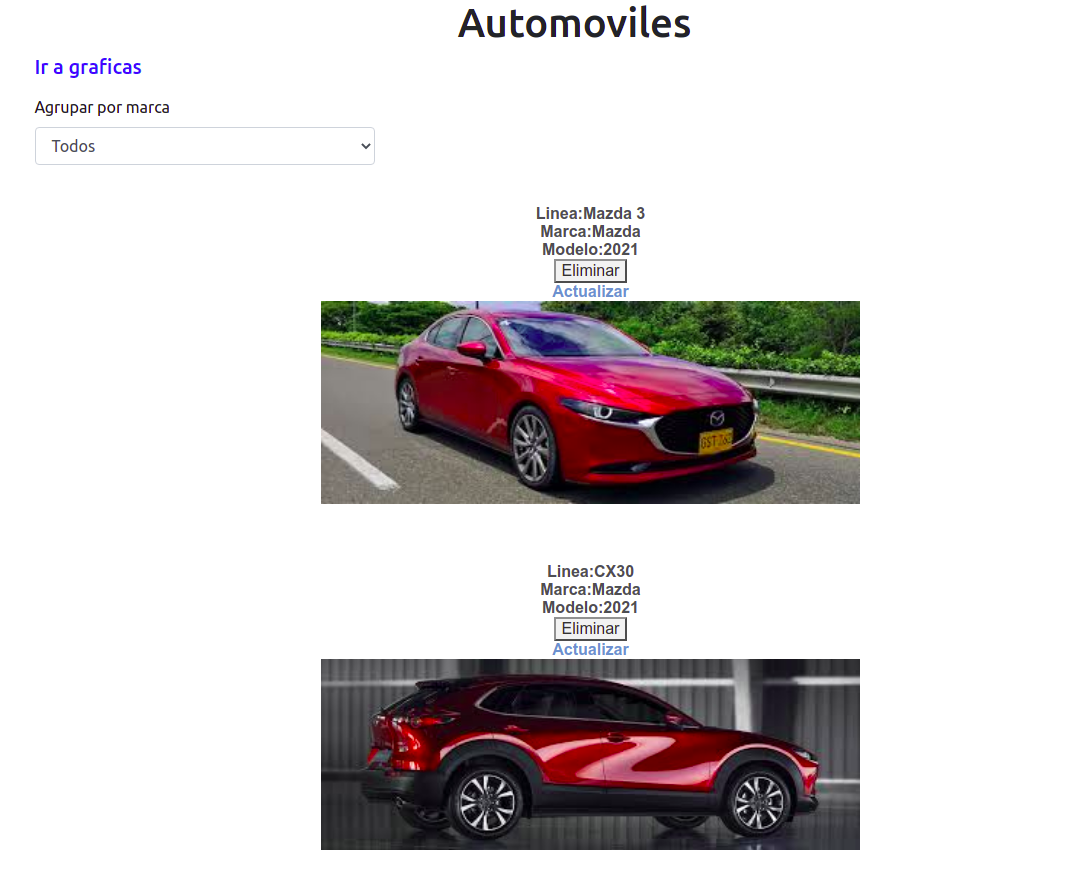 Automoviles
Ir a graficas
Agrupar por marca
Todos
Linea:Mazda 3
Marca:Mazda
Modelo:2021
Eliminar
Actualizar
Linea:CX30
Marca:Mazda
Modelo:2021
Eliminar
Actualizar